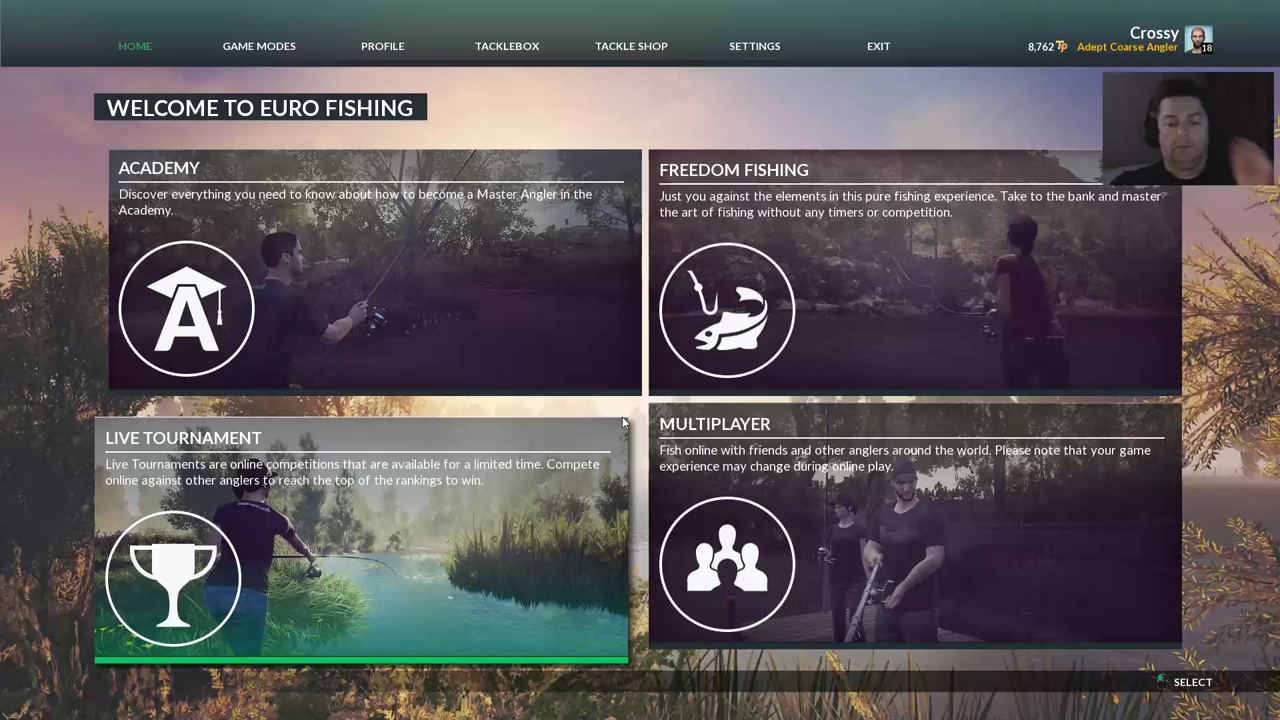 HOME GAME MODES PROFILE TACKLEBOX TACKLE SHOP SETTINGS EXIT
8,762 TP
Crossy
Adept Coarse Angler
18
WELCOME TO EURO FISHING
ACADEMY
Discover everything you need to know about how to become a Master Angler in the
Academy.
A
FREEDOM FISHING
Just you against the elements in this pure fishing experience. Take to the bank and master
the art of fishing without any timers or competition.
LIVE TOURNAMENT
Live Tournaments are online competitions that are available for a limited time. Compete
online against other anglers to reach the top of the rankings to win.
MULTIPLAYER
Fish online with friends and other anglers around the world. Please note that your game
experience may change during online play.
SELECT